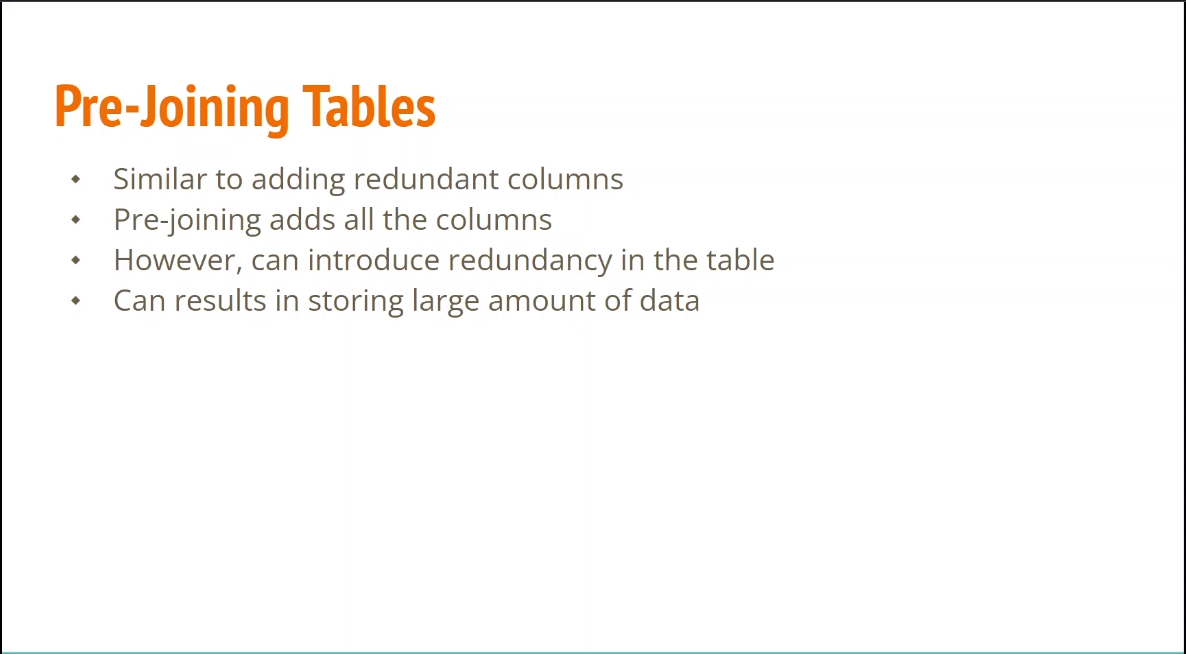 Pre-Joining Tables
Similar to adding redundant columns
Pre-joining adds all the columns
However, can introduce redundancy in the table
Can results in storing large amount of data